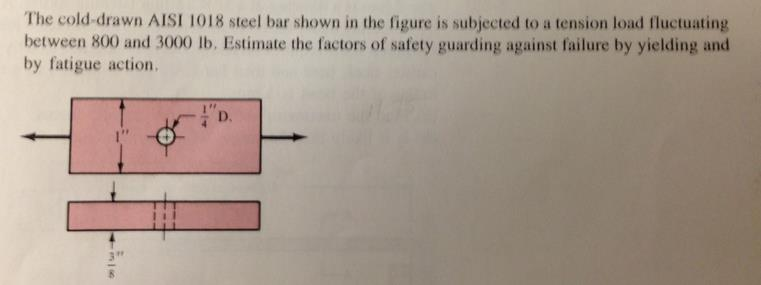 The cold-drawn AISI 1018 steel bar shown in the figure is subjected to a tension load fluctuating
between 800 and 3000 lb. Estimate the factors of safety guarding against failure by yielding and
by fatigue action.
1/4" D.
1"
3/8"